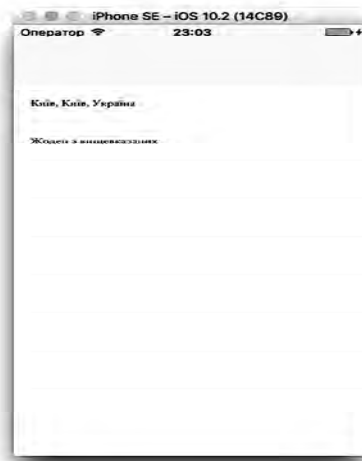 iPhone SE – iOS 10.2 (14C89)
Оператор 23:03
Київ, Київ, Україна
Жоден з вищевказаних